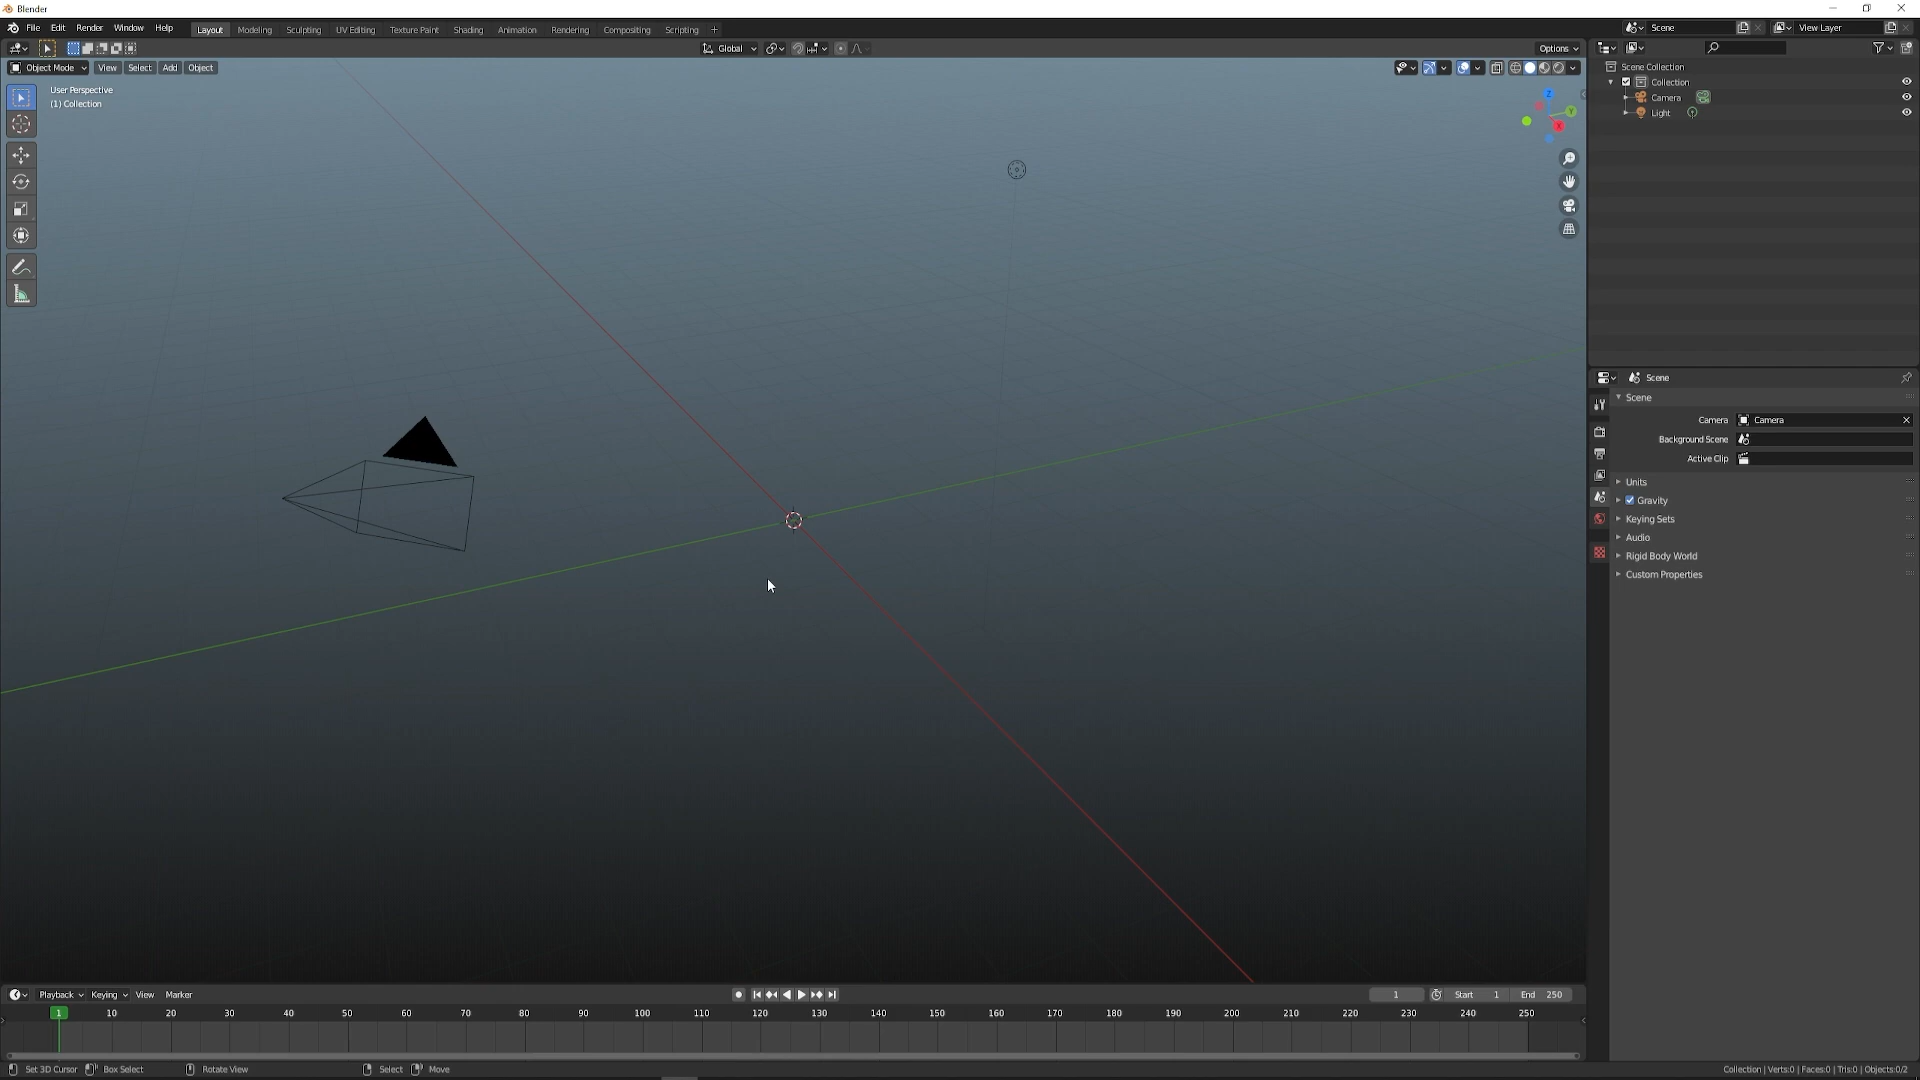 Blender
File Edit Render Window Help Layout Modeling Sculpting UV Editing Texture Paint Shading Animation Rendering Compositing Scripting + Scene View Layer
Global Options
Object Mode View Select Add Object
User Perspective
(1) Collection
Z
Y
X
Scene Collection
Collection
Camera
Light
Scene
Scene
Camera Camera
Background Scene
Active Clip
Units
Gravity
Keying Sets
Audio
Rigid Body World
Custom Properties
Playback Keying View Marker 1 Start 1 End 250
1 10 20 30 40 50 60 70 80 90 100 110 120 130 140 150 160 170 180 190 200 210 220 230 240 250
Set 3D Cursor Box Select Rotate View Select Move Collection | Verts:0 | Faces:0 | Tris:0 | Objects:0/2